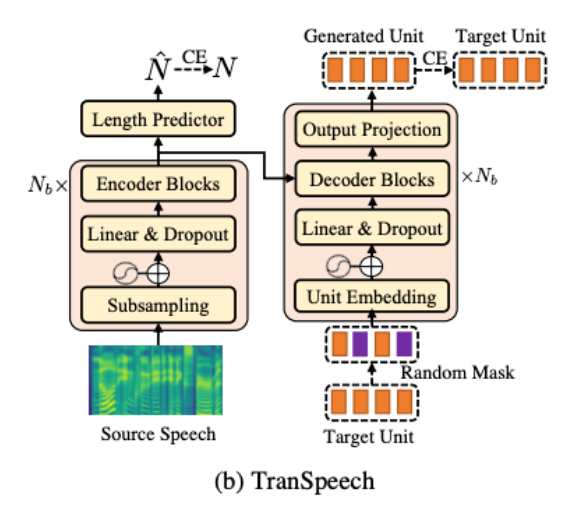 Generated Unit
Target Unit
CE
N̂
CE
N
Length Predictor
Output Projection
N_b ×
Encoder Blocks
Decoder Blocks
× N_b
Linear & Dropout
Linear & Dropout
Subsampling
Unit Embedding
Random Mask
Source Speech
Target Unit
(b) TranSpeech